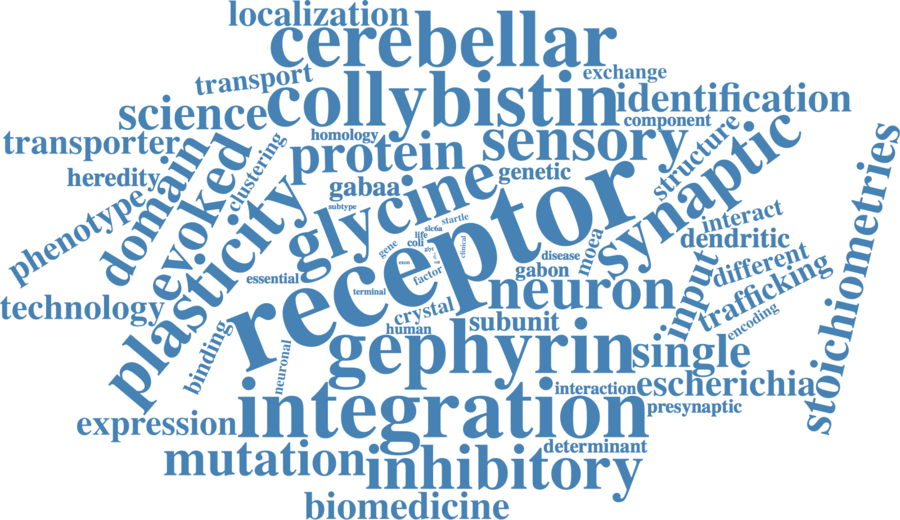 localization
cerebellar
transport
exchange
collybistin
identification
science
component
homology
sensory
transporter
protein
structure
synaptic
domain
evoked
clustering
heredity
gabaa
genetic
stoichiometries
phenotype
plasticity
glycine
receptor
subtype
startle
slc6a
life
coli
gene
glyt
clinical
interact
dendritic
moea
disease
essential
exon
factor
gabon
different
terminal
neuron
input
trafficking
technology
crystal
encoding
human
subunit
binding
neuronal
gephyrin
single
integration
interaction
escherichia
presynaptic
expression
determinant
mutation
inhibitory
biomedicine